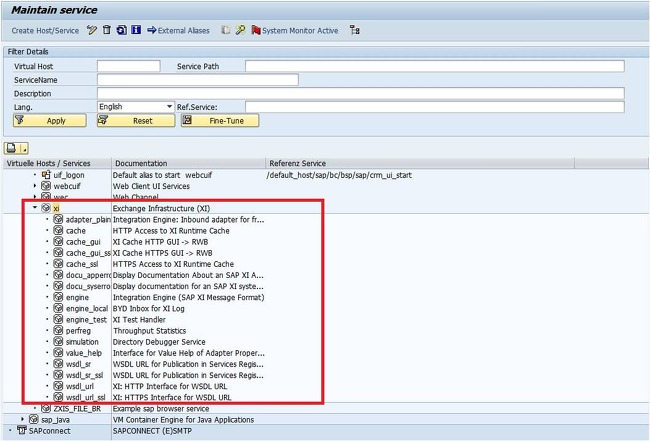 Maintain service
Create Host/Service External Aliases System Monitor Active
Filter Details
Virtual Host Service Path
ServiceName
Description
Lang. English Ref.Service:
Apply Reset Fine-Tune
Virtuelle Hosts / Services Documentation Referenz Service
uif_logon Default alias to start webcuif /default_host/sap/bc/bsp/sap/crm_ui_start
webcuif Web Client UI Services
wec Web Channel
xi Exchange Infrastructure (XI)
adapter_plain Integration Engine: Inbound adapter for fr...
cache HTTP Access to XI Runtime Cache
cache_gui XI Cache HTTP GUI -> RWB
cache_gui_ss XI Cache HTTPS GUI -> RWB
cache_ssl HTTPS Access to XI Runtime Cache
docu_apperro Display Documentation About an SAP XI A...
docu_syserro Display documentation for an SAP XI syste...
engine Integration Engine (SAP XI Message Format)
engine_local BYD Inbox for XI Log
engine_test XI Test Handler
perfreg Throughput Statistics
simulation Directory Debugger Service
value_help Interface for Value Help of Adapter Proper...
wsdl_sr WSDL URL for Publication in Services Regis...
wsdl_sr_ssl WSDL URL for Publication in Services Regis...
wsdl_url XI: HTTP Interface for WSDL URL
wsdl_url_ssl XI: HTTPS Interface for WSDL URL
ZXIS_FILE_BR Example sap browser service
sap_java VM Container Engine for Java Applications
SAPconnect SAPCONNECT (E)SMTP